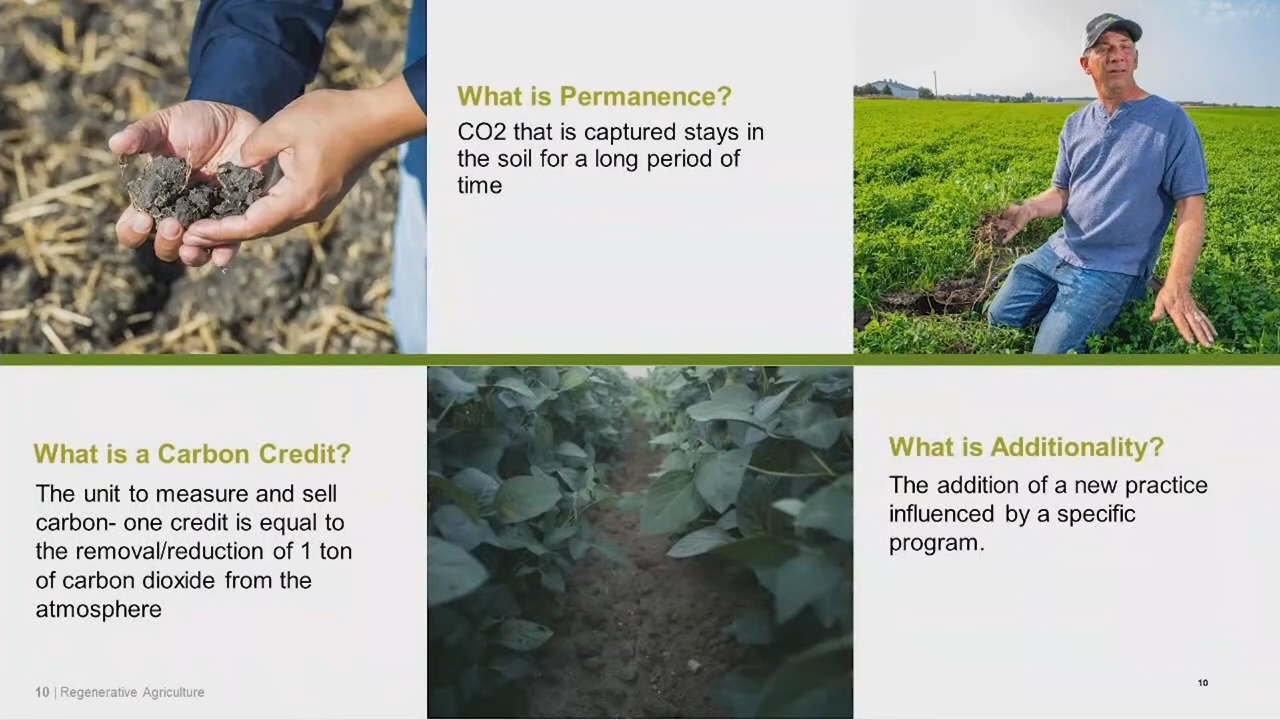 What is Permanence?
CO2 that is captured stays in
the soil for a long period of
time
What is a Carbon Credit?
The unit to measure and sell
carbon- one credit is equal to
the removal/reduction of 1 ton
of carbon dioxide from the
atmosphere
What is Additionality?
The addition of a new practice
influenced by a specific
program.
10 | Regenerative Agriculture
10